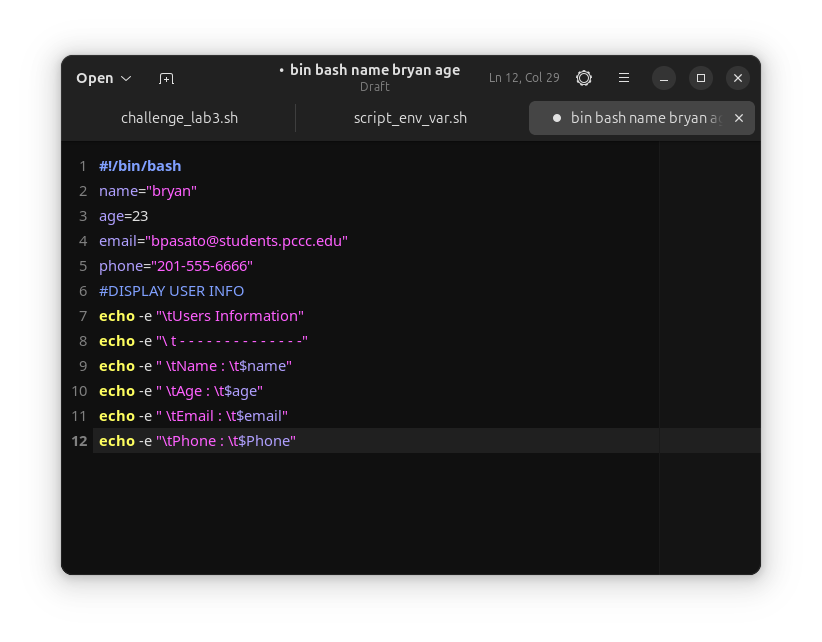 Open
• bin bash name bryan age
Draft
Ln 12, Col 29
challenge_lab3.sh
script_env_var.sh
● bin bash name bryan ag
1 #!/bin/bash
2 name="bryan"
3 age=23
4 email="bpasato@students.pccc.edu"
5 phone="201-555-6666"
6 #DISPLAY USER INFO
7 echo -e "\tUsers Information"
8 echo -e "\ t - - - - - - - - - - - - - -"
9 echo -e " \tName : \t$name"
10 echo -e " \tAge : \t$age"
11 echo -e " \tEmail : \t$email"
12 echo -e "\tPhone : \t$Phone"